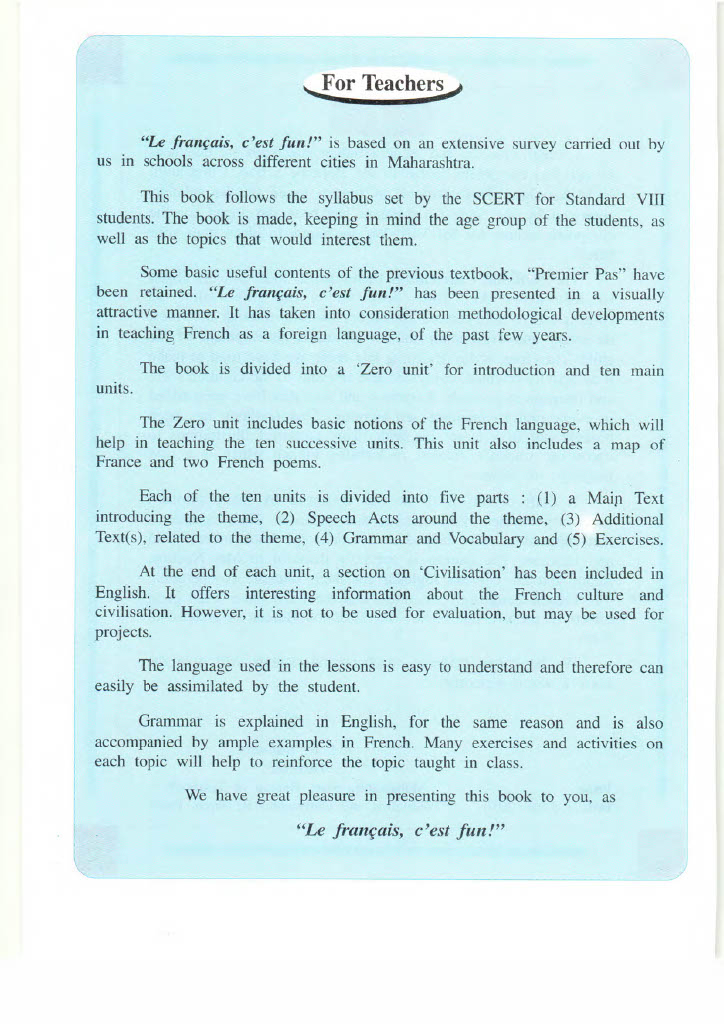 For Teachers
“Le français, c’est fun!” is based on an extensive survey carried out by
us in schools across different cities in Maharashtra.
This book follows the syllabus set by the SCERT for Standard VIII
students. The book is made, keeping in mind the age group of the students, as
well as the topics that would interest them.
Some basic useful contents of the previous textbook, “Premier Pas” have
been retained. “Le français, c’est fun!” has been presented in a visually
attractive manner. It has taken into consideration methodological developments
in teaching French as a foreign language, of the past few years.
The book is divided into a ‘Zero unit’ for introduction and ten main
units.
The Zero unit includes basic notions of the French language, which will
help in teaching the ten successive units. This unit also includes a map of
France and two French poems.
Each of the ten units is divided into five parts : (1) a Main Text
introducing the theme, (2) Speech Acts around the theme, (3) Additional
Text(s), related to the theme, (4) Grammar and Vocabulary and (5) Exercises.
At the end of each unit, a section on ‘Civilisation’ has been included in
English. It offers interesting information about the French culture and
civilisation. However, it is not to be used for evaluation, but may be used for
projects.
The language used in the lessons is easy to understand and therefore can
easily be assimilated by the student.
Grammar is explained in English, for the same reason and is also
accompanied by ample examples in French. Many exercises and activities on
each topic will help to reinforce the topic taught in class.
We have great pleasure in presenting this book to you, as
“Le français, c’est fun!”